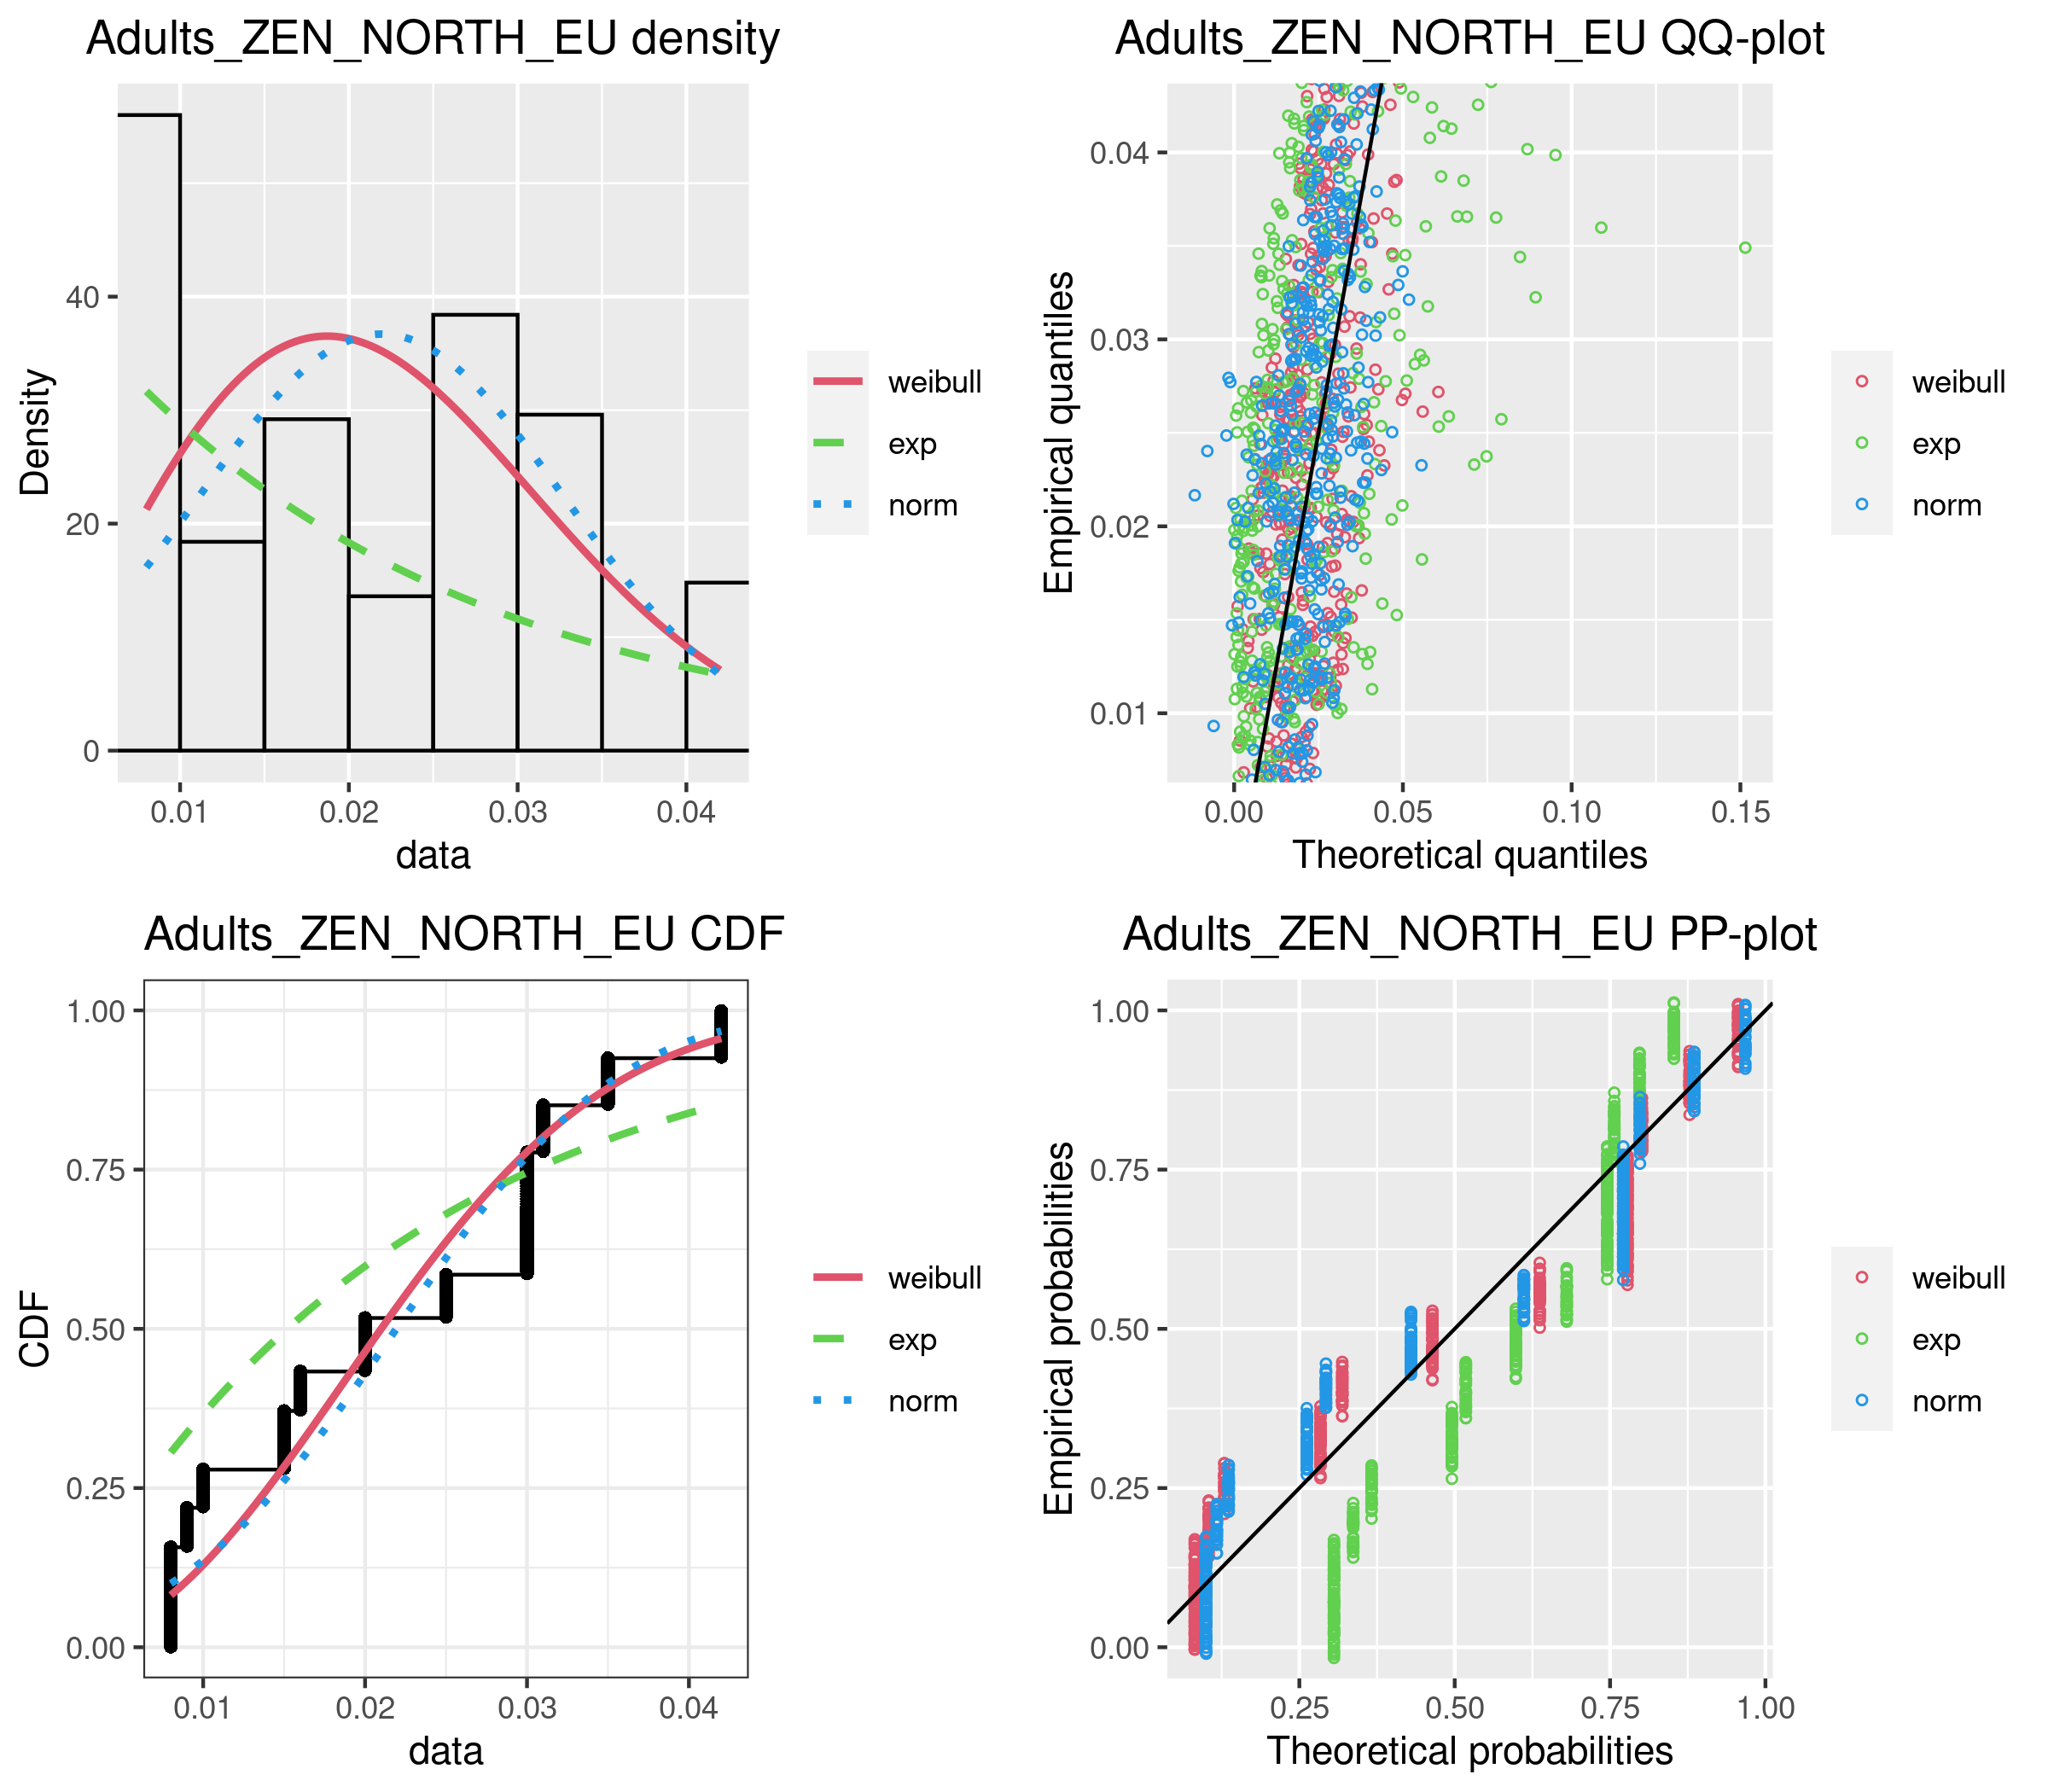 Adults_ZEN_NORTH_EU density
Density
40
20
0
0.01 0.02 0.03 0.04
data
weibull
exp
norm
Adults_ZEN_NORTH_EU QQ-plot
Empirical quantiles
0.04
0.03
0.02
0.01
0.00 0.05 0.10 0.15
Theoretical quantiles
weibull
exp
norm
Adults_ZEN_NORTH_EU CDF
CDF
1.00
0.75
0.50
0.25
0.00
0.01 0.02 0.03 0.04
data
weibull
exp
norm
Adults_ZEN_NORTH_EU PP-plot
Empirical probabilities
1.00
0.75
0.50
0.25
0.00
0.25 0.50 0.75 1.00
Theoretical probabilities
weibull
exp
norm